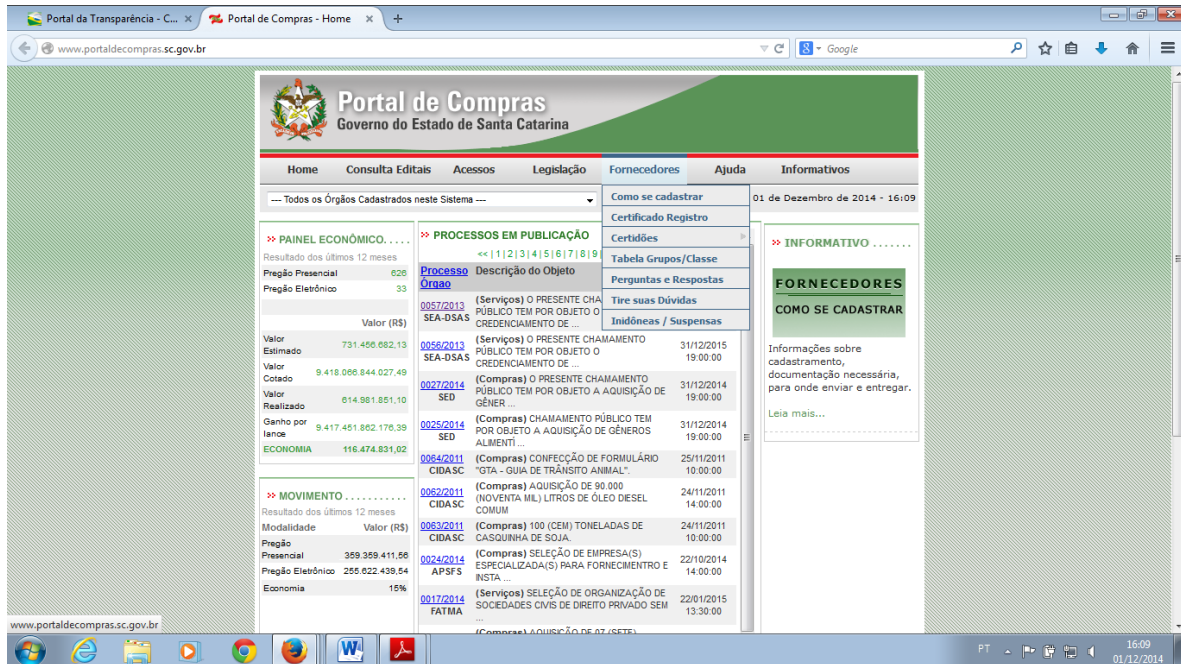 Portal da Transparência - C... ×
Portal de Compras - Home ×
+
www.portaldecompras.sc.gov.br
Google
Portal de Compras
Governo do Estado de Santa Catarina
Home Consulta Editais Acessos Legislação Fornecedores Ajuda Informativos
--- Todos os Órgãos Cadastrados neste Sistema ---
01 de Dezembro de 2014 - 16:09
Como se cadastrar
Certificado Registro
Certidões
Tabela Grupos/Classe
Perguntas e Respostas
Tire suas Dúvidas
Inidôneas / Suspensas
PAINEL ECONÔMICO.....
Resultado dos últimos 12 meses
Pregão Presencial 626
Pregão Eletrônico 33
Valor (R$)
Valor
Estimado 731.456.682,13
Valor
Cotado 9.418.066.844.027,49
Valor
Realizado 614.981.851,10
Ganho por
lance 9.417.451.862.176,39
ECONOMIA 116.474.831,02
MOVIMENTO ...........
Resultado dos últimos 12 meses
Modalidade Valor (R$)
Pregão
Presencial 359.359.411,56
Pregão Eletrônico 255.622.439,54
Economia 15%
PROCESSOS EM PUBLICAÇÃO
<< | 1 | 2 | 3 | 4 | 5 | 6 | 7 | 8 | 9
Processo Descrição do Objeto
Órgao
0057/2013 (Serviços) O PRESENTE CHA
SEA-DSAS PÚBLICO TEM POR OBJETO O
CREDENCIAMENTO DE ...
0056/2013 (Serviços) O PRESENTE CHAMAMENTO 31/12/2015
SEA-DSAS PÚBLICO TEM POR OBJETO O 19:00:00
CREDENCIAMENTO DE ...
0027/2014 (Compras) O PRESENTE CHAMAMENTO 31/12/2014
SED PÚBLICO TEM POR OBJETO A AQUISIÇÃO DE 19:00:00
GÊNER ...
0025/2014 (Compras) CHAMAMENTO PÚBLICO TEM 31/12/2014
SED POR OBJETO A AQUISIÇÃO DE GÊNEROS 19:00:00
ALIMENTÍ ...
0064/2011 (Compras) CONFECÇÃO DE FORMULÁRIO 25/11/2011
CIDASC "GTA - GUIA DE TRÂNSITO ANIMAL". 10:00:00
0062/2011 (Compras) AQUISIÇÃO DE 90.000 24/11/2011
CIDASC (NOVENTA MIL) LITROS DE ÓLEO DIESEL 14:00:00
COMUM
0063/2011 (Compras) 100 (CEM) TONELADAS DE 24/11/2011
CIDASC CASQUINHA DE SOJA. 10:00:00
0024/2014 (Compras) SELEÇÃO DE EMPRESA(S) 22/10/2014
APSFS ESPECIALIZADA(S) PARA FORNECIMENTRO E 14:00:00
INSTA ...
0017/2014 (Serviços) SELEÇÃO DE ORGANIZAÇÃO DE 22/01/2015
FATMA SOCIEDADES CIVIS DE DIREITO PRIVADO SEM 13:30:00
...
(Compras) AQUISIÇÃO DE 07 (SETE)
INFORMATIVO .......
FORNECEDORES
COMO SE CADASTRAR
Informações sobre
cadastramento,
documentação necessária,
para onde enviar e entregar.
Leia mais...
www.portaldecompras.sc.gov.br
PT
16:09
01/12/2014